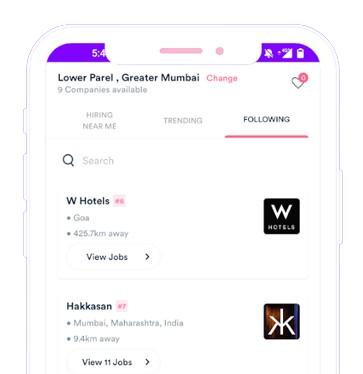 5:4
4G
Lower Parel , Greater Mumbai Change
0
9 Companies available
HIRING
NEAR ME
TRENDING
FOLLOWING
Search
W Hotels #6
W
HOTELS
• Goa
• 425.7km away
View Jobs >
Hakkasan #7
• Mumbai, Maharashtra, India
• 9.4km away
View 11 Jobs >